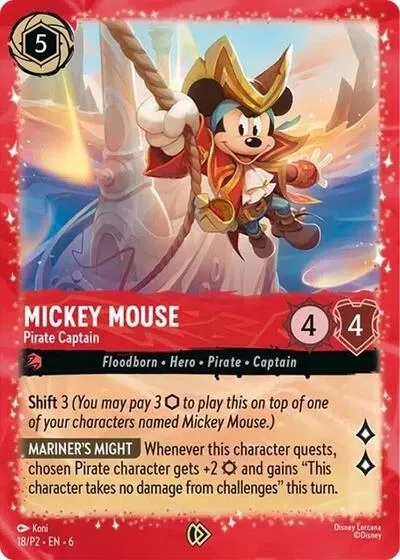 5
MICKEY MOUSE
Pirate Captain
4
4
Floodborn • Hero • Pirate • Captain
Shift 3 (You may pay 3 to play this on top of one
of your characters named Mickey Mouse.)
MARINER'S MIGHT Whenever this character quests,
chosen Pirate character gets +2 and gains "This
character takes no damage from challenges" this turn.
Koni
18/P2 • EN • 6
Disney Lorcana
©Disney